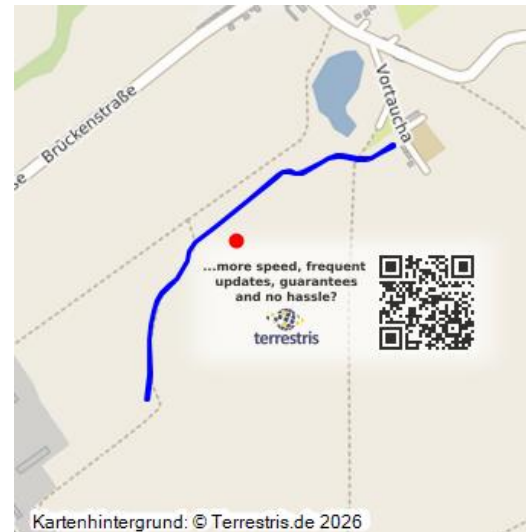 Vortaucha
Brückenstraße
...more speed, frequent
updates, guarantees
and no hassle?
terrestris
Kartenhintergrund: © Terrestris.de 2026